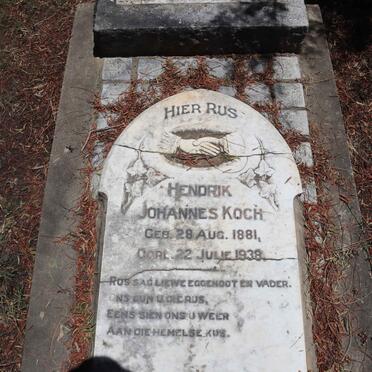 HIER RUS
HENDRIK
JOHANNES KOCH
GEB. 28 AUG. 1881,
OORL. 22 JULIE 1938,
RUS SAG LIEWE EGGENOOT EN VADER.
ONS GUN U DIE RUS,
EENS SIEN ONS U WEER
AAN DIE HEMELSE KUS.